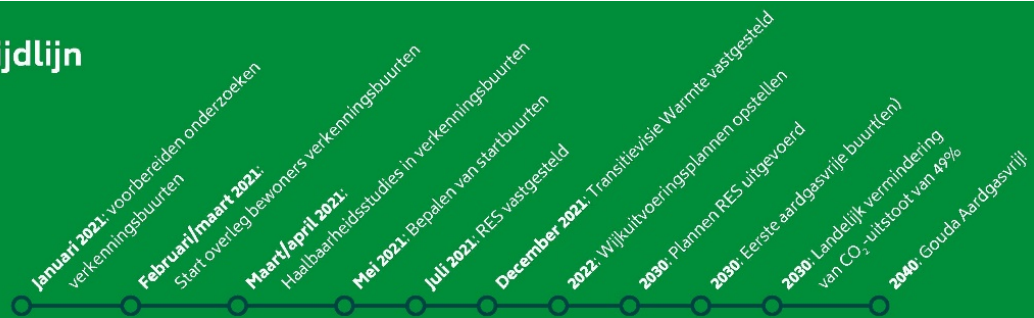 ijdlijn
Januari 2021: voorbereiden onderzoeken
verkenningsbuurten
Februari/maart 2021:
Start overleg bewoners verkenningsbuurten
Maart/april 2021:
Haalbaarheidsstudies in verkenningsbuurten
Mei 2021: Bepalen van startbuurten
Juli 2021: RES vastgesteld
December 2021: Transitievisie Warmte vastgesteld
2022: Wijkuitvoeringsplannen opstellen
2030: Plannen RES uitgevoerd
2030: Eerste aardgasvrije buurt(en)
2030: Landelijk vermindering
van CO₂-uitstoot van 49%
2040: Gouda Aardgasvrij!